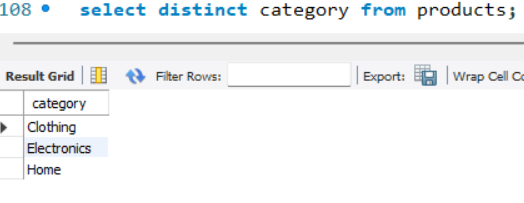 108 select distinct category from products;
Result Grid Filter Rows: Export: Wrap Cell Co
category
Clothing
Electronics
Home